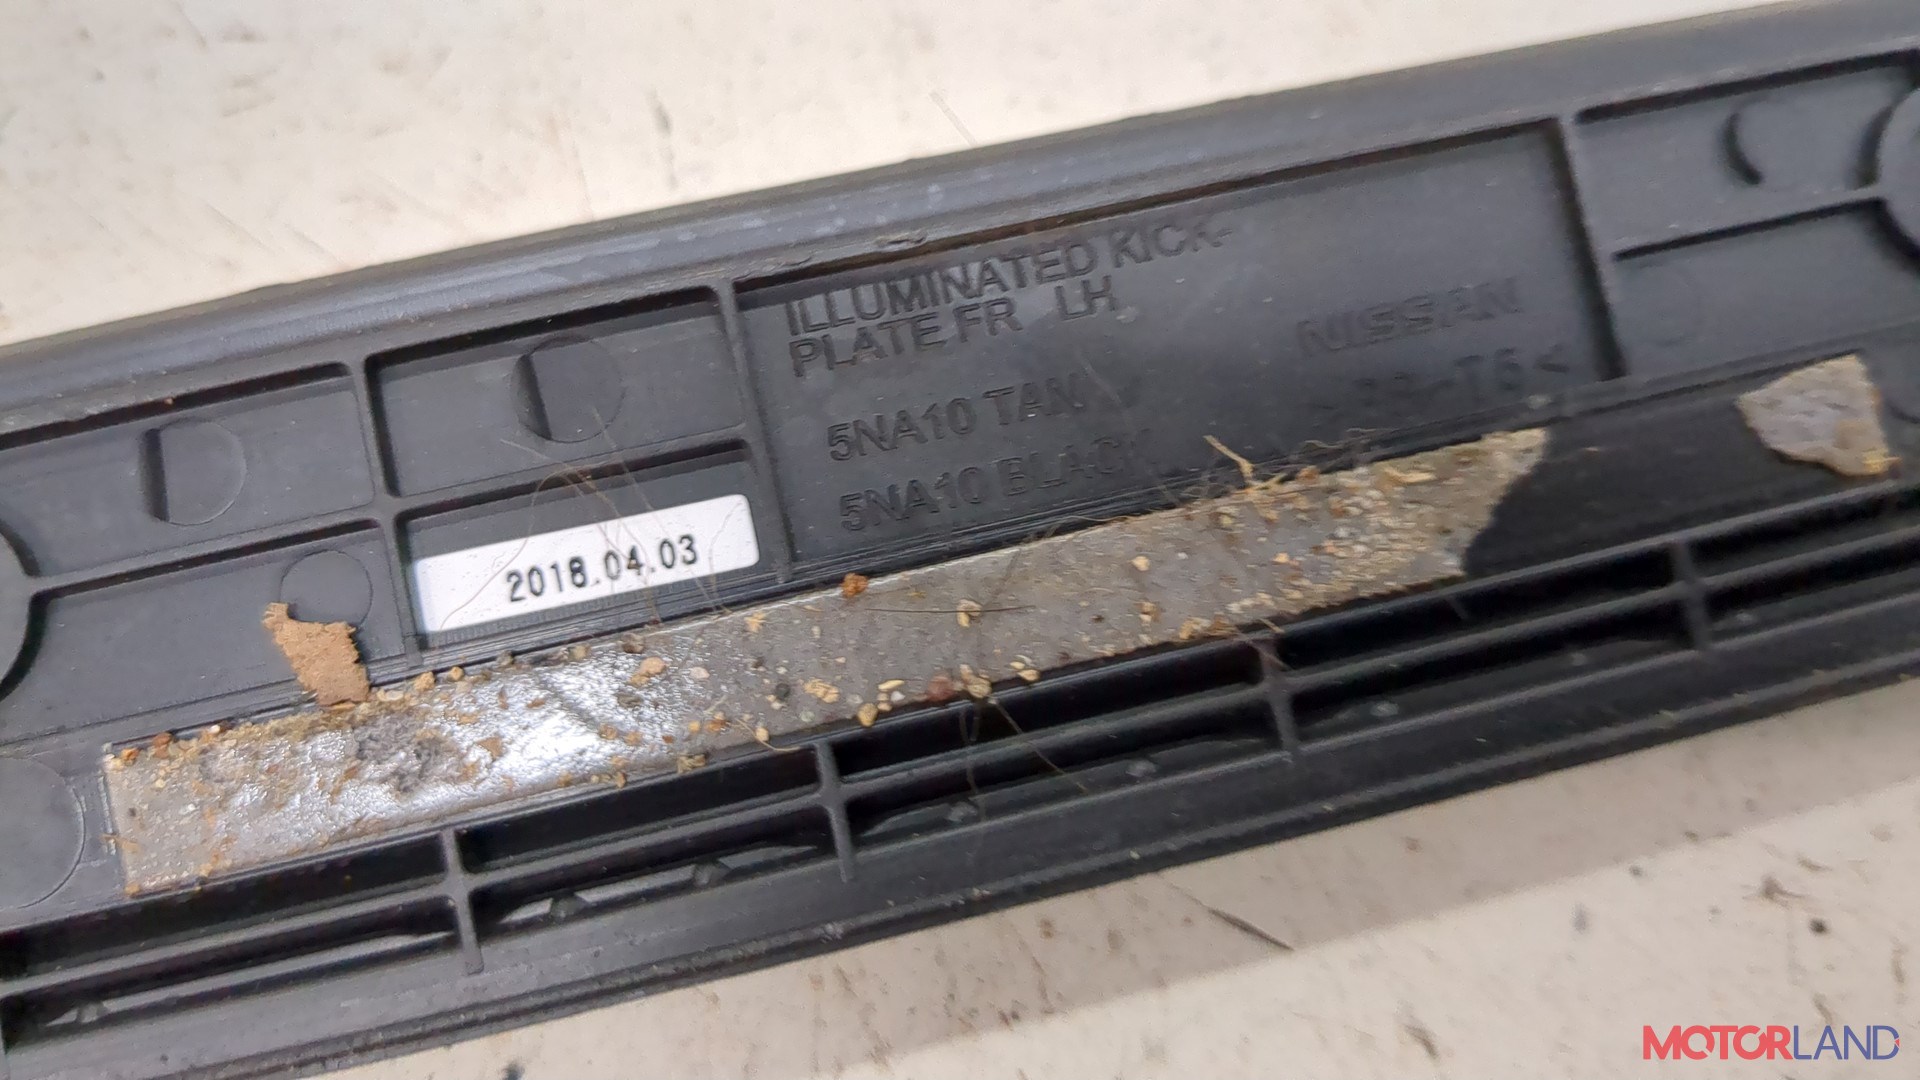 ILLUMINATED KICK-
PLATE FR LH
NISSAN
5NA10 TAN
5NA10 BLACK
2018.04.03
MOTORLAND